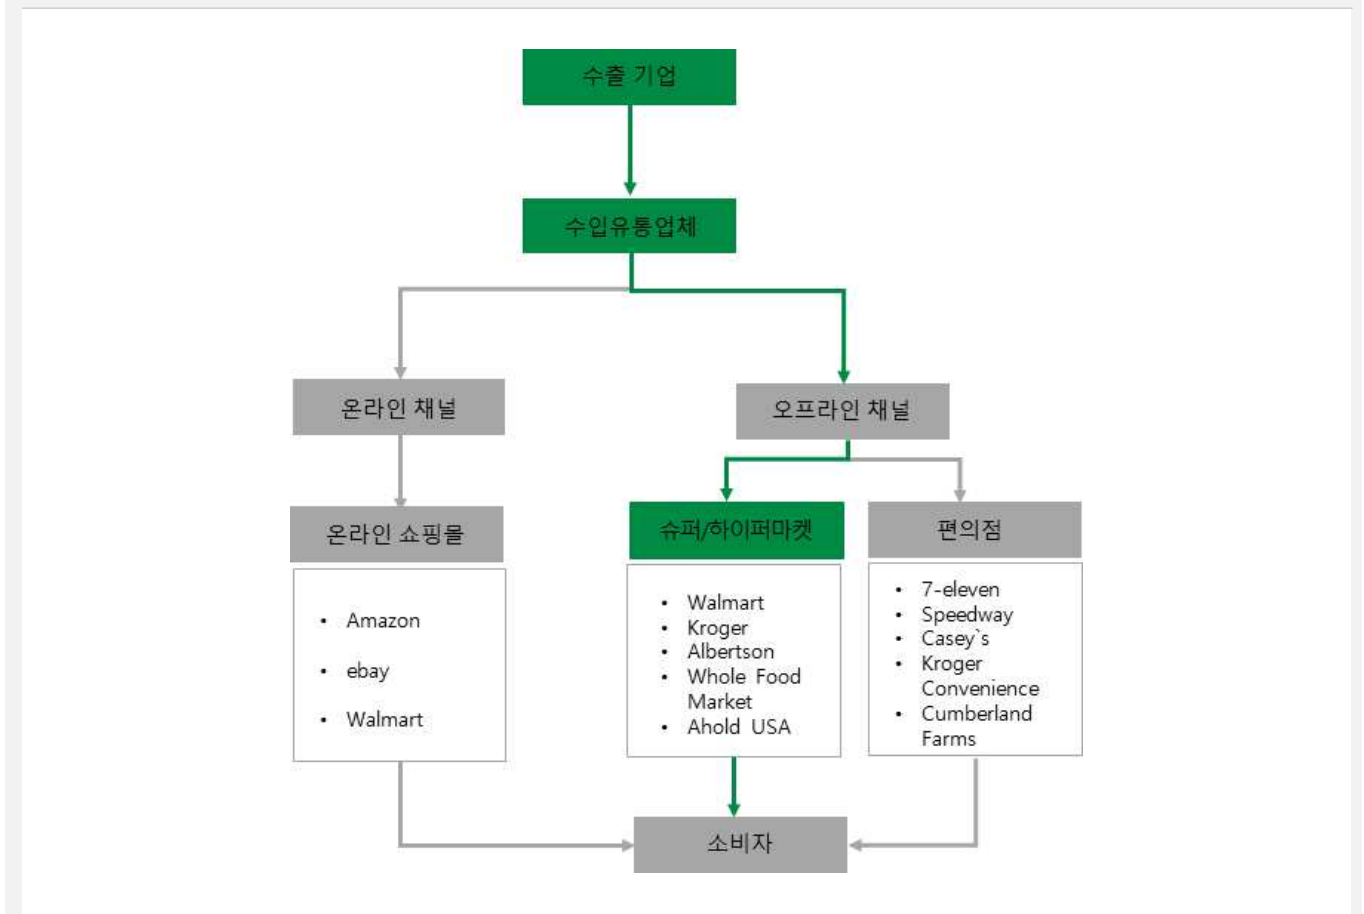 수출 기업
수입유통업체
온라인 채널
오프라인 채널
온라인 쇼핑몰
슈퍼/하이퍼마켓
편의점
• Amazon
• ebay
• Walmart
• Walmart
• Kroger
• Albertson
• Whole Food
Market
• Ahold USA
• 7-eleven
• Speedway
• Casey`s
• Kroger
Convenience
• Cumberland
Farms
소비자